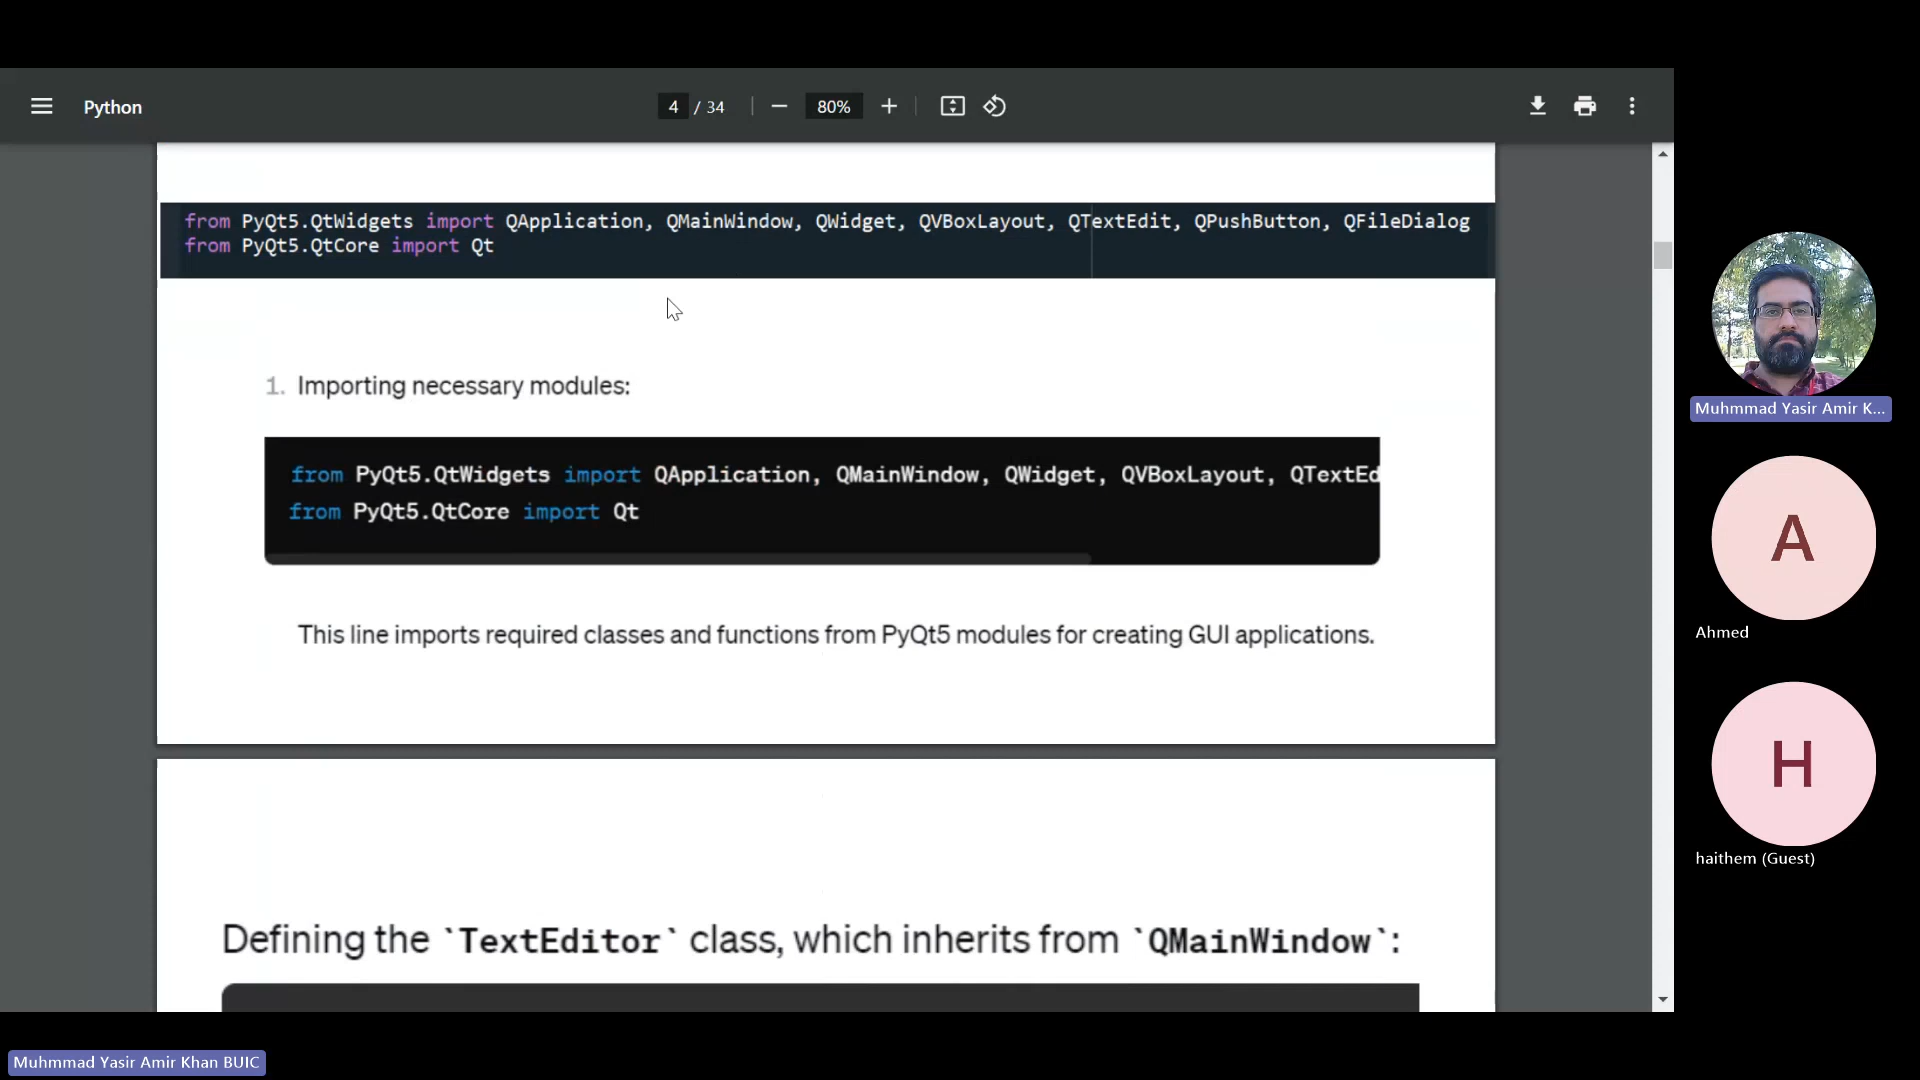 Python
4 / 34
80%
from PyQt5.QtWidgets import QApplication, QMainWindow, QWidget, QVBoxLayout, QTextEdit, QPushButton, QFileDialog
from PyQt5.QtCore import Qt
1. Importing necessary modules:
from PyQt5.QtWidgets import QApplication, QMainWindow, QWidget, QVBoxLayout, QTextEd
from PyQt5.QtCore import Qt
This line imports required classes and functions from PyQt5 modules for creating GUI applications.
Defining the `TextEditor` class, which inherits from `QMainWindow`:
Muhmmad Yasir Amir K...
A
Ahmed
H
haithem (Guest)
Muhmmad Yasir Amir Khan BUIC